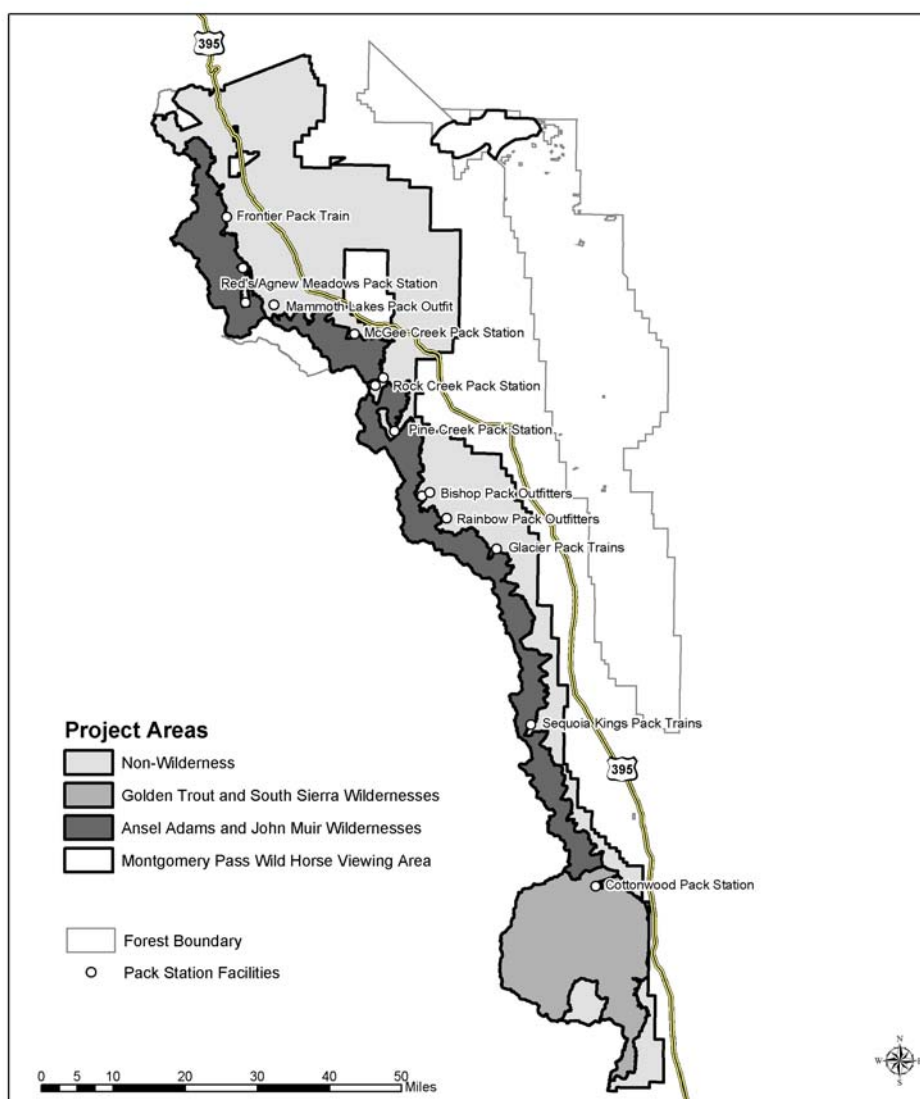 395
Frontier Pack Train
Red's/Agnew Meadows Pack Station
Mammoth Lakes Pack Outfit
McGee Creek Pack Station
Rock Creek Pack Station
Pine Creek Pack Station
Bishop Pack Outfitters
Rainbow Pack Outfitters
Glacier Pack Trains
Sequoia Kings Pack Trains
395
Cottonwood Pack Station
Project Areas
Non-Wilderness
Golden Trout and South Sierra Wildernesses
Ansel Adams and John Muir Wildernesses
Montgomery Pass Wild Horse Viewing Area
Forest Boundary
Pack Station Facilities
0 5 10 20 30 40 50 Miles
N
W E
S